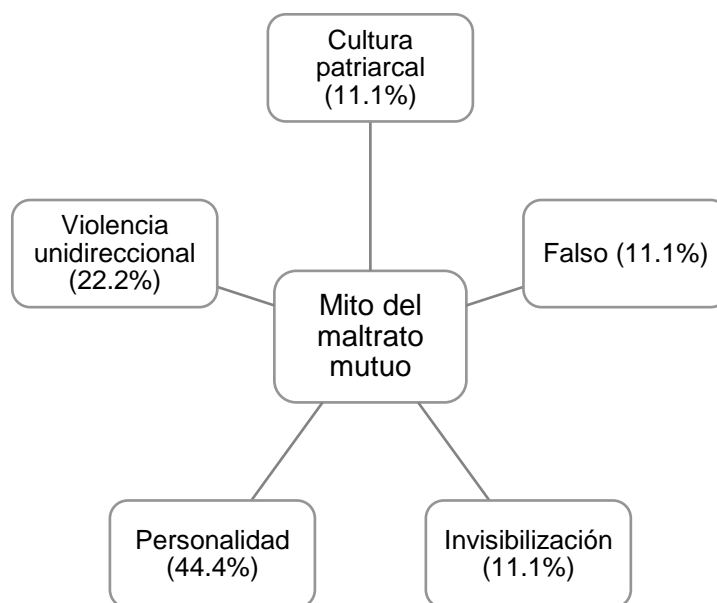 Cultura
patriarcal
(11.1%)
Violencia
unidireccional
(22.2%)
Falso (11.1%)
Mito del
maltrato
mutuo
Personalidad
(44.4%)
Invisibilización
(11.1%)